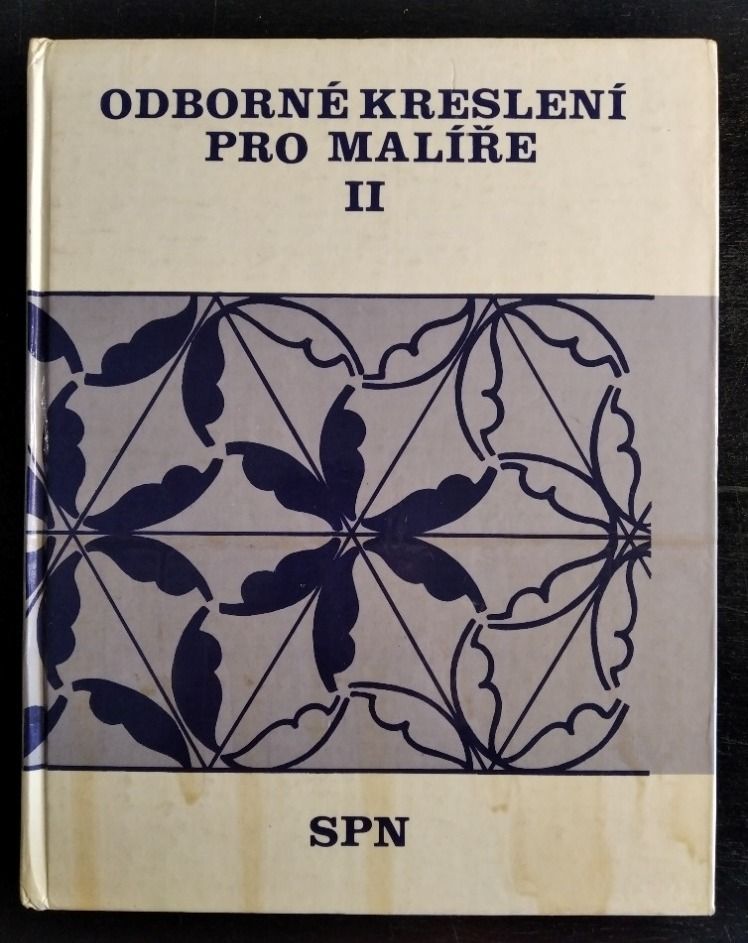 ODBORNÉ KRESLENÍ
PRO MALÍŘE
II
SPN